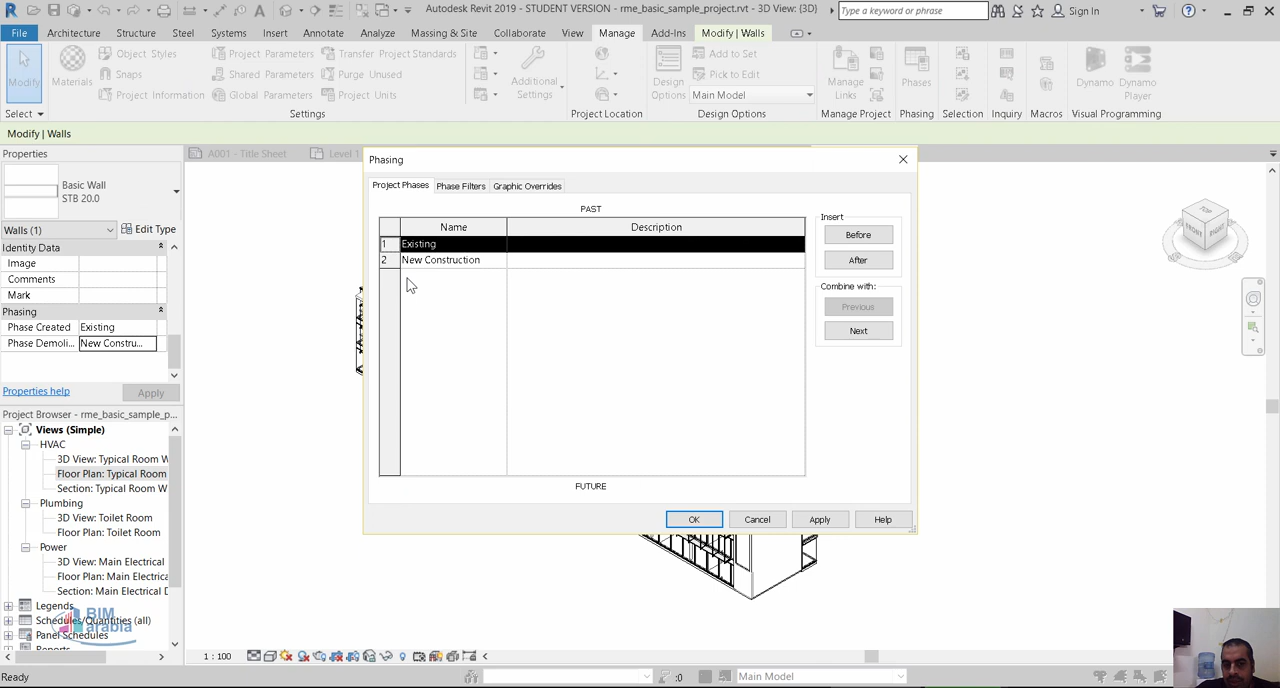 Autodesk Revit 2019 - STUDENT VERSION - rme_basic_sample_project.rvt - 3D View: {3D}
Type a keyword or phrase
Sign In
File Architecture Structure Steel Systems Insert Annotate Analyze Massing & Site Collaborate View Manage Add-Ins Modify | Walls
Modify
Materials
Object Styles
Snaps
Project Information
Project Parameters
Shared Parameters
Global Parameters
Transfer Project Standards
Purge Unused
Project Units
Additional
Settings
Design
Options
Add to Set
Pick to Edit
Main Model
Manage
Links
Phases
Dynamo
Dynamo
Player
Select
Settings
Project Location
Design Options
Manage Project
Phasing
Selection
Inquiry
Macros
Visual Programming
Modify | Walls
Properties
A001 - Title Sheet
Level 1
Basic Wall
STB 20.0
Walls (1)
Edit Type
Identity Data
Image
Comments
Mark
Phasing
Phase Created Existing
Phase Demoli... New Constru...
Properties help
Apply
Project Browser - rme_basic_sample_p...
Views (Simple)
HVAC
3D View: Typical Room W
Floor Plan: Typical Room
Section: Typical Room W
Plumbing
3D View: Toilet Room
Floor Plan: Toilet Room
Power
3D View: Main Electrical
Floor Plan: Main Electrica
Section: Main Electrical D
Legends
Schedules/Quantities (all)
Panel Schedules
BIM
arabia
Phasing
Project Phases Phase Filters Graphic Overrides
PAST
Name Description
1 Existing
2 New Construction
FUTURE
Insert
Before
After
Combine with:
Previous
Next
OK Cancel Apply Help
TOP
FRONT
RIGHT
1 : 100
Ready
:0
Main Model